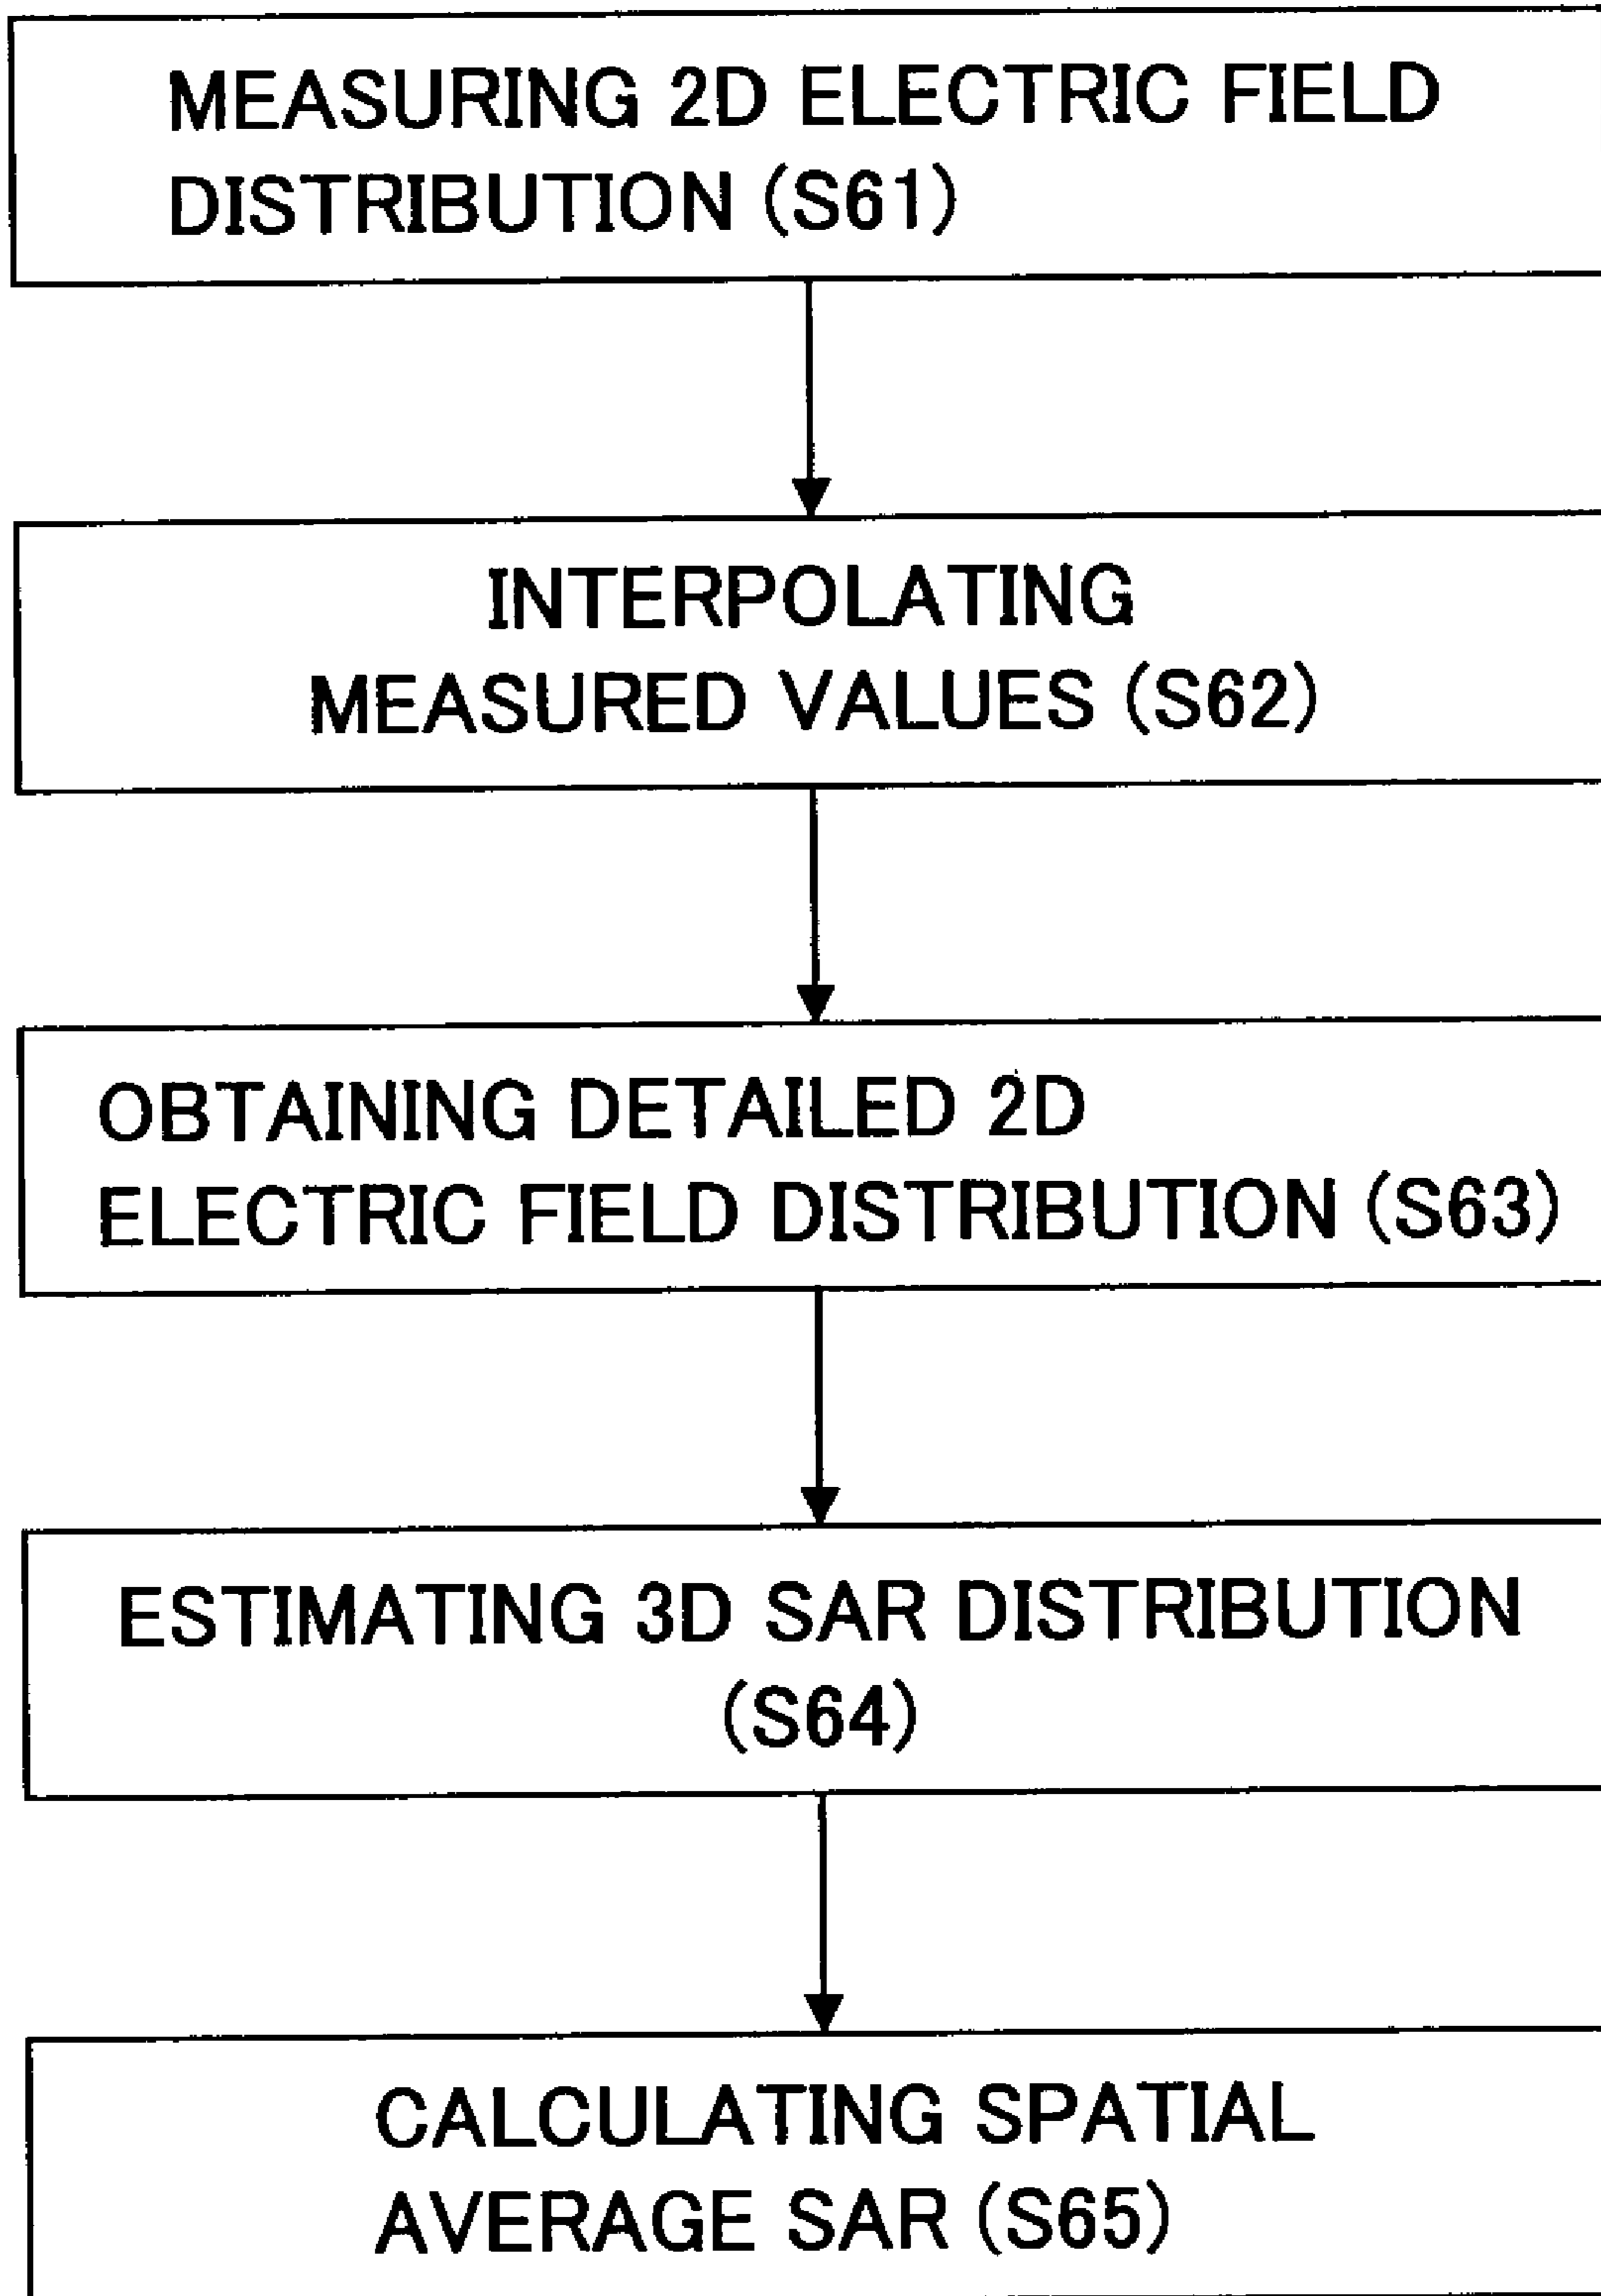 MEASURING 2D ELECTRIC FIELD
DISTRIBUTION (S61)
INTERPOLATING
MEASURED VALUES (S62)
OBTAINING DETAILED 2D
ELECTRIC FIELD DISTRIBUTION (S63)
ESTIMATING 3D SAR DISTRIBUTION
(S64)
CALCULATING SPATIAL
AVERAGE SAR (S65)